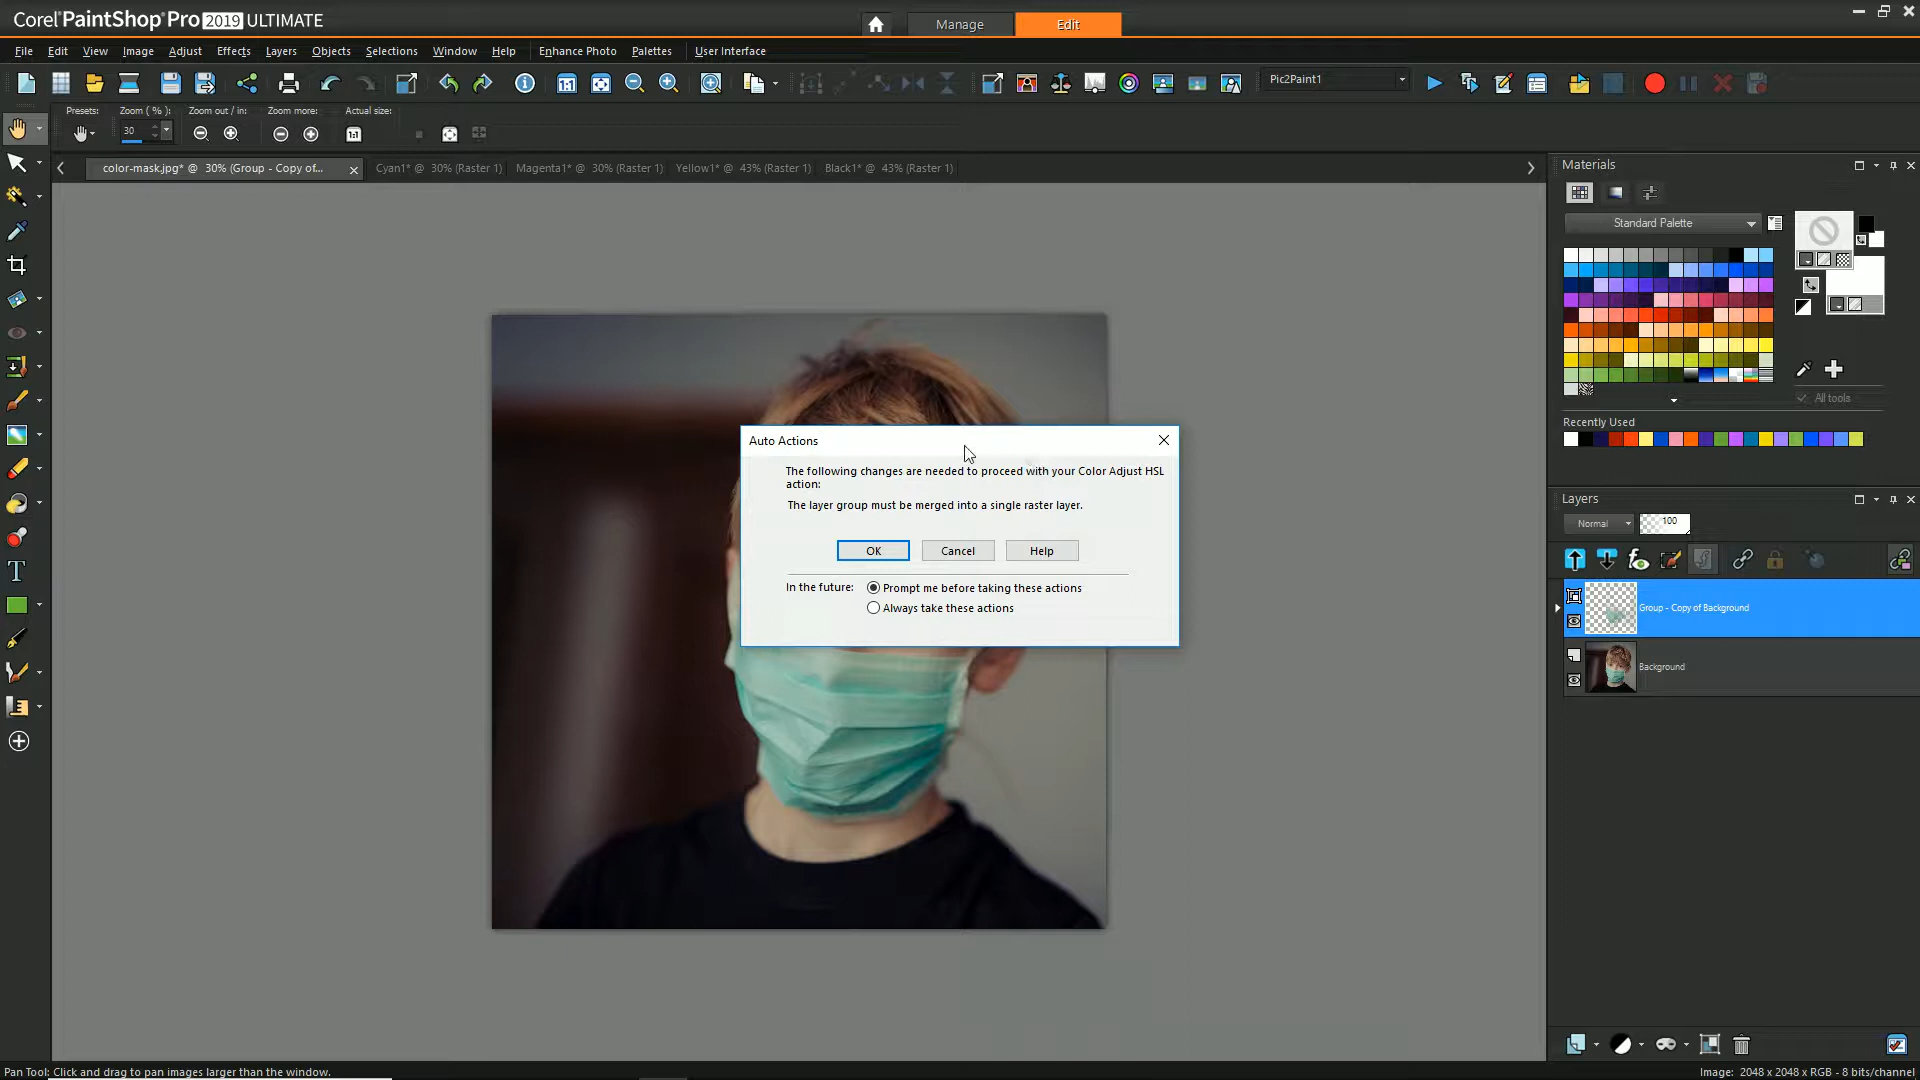 Corel PaintShop Pro 2019 ULTIMATE
Manage
Edit
File Edit View Image Adjust Effects Layers Objects Selections Window Help Enhance Photo Palettes User Interface
Pic2Paint1
Presets: Zoom ( % ): Zoom out / in: Zoom more: Actual size:
30
color-mask.jpg* @ 30% (Group - Copy of...
Cyan1* @ 30% (Raster 1)
Magenta1* @ 30% (Raster 1)
Yellow1* @ 43% (Raster 1)
Black1* @ 43% (Raster 1)
Materials
Standard Palette
All tools
Recently Used
Auto Actions
The following changes are needed to proceed with your Color Adjust HSL
action:
The layer group must be merged into a single raster layer.
OK
Cancel
Help
In the future: Prompt me before taking these actions
Always take these actions
Layers
Normal
100
Group - Copy of Background
Background
Pan Tool: Click and drag to pan images larger than the window.
Image: 2048 x 2048 x RGB - 8 bits/channel